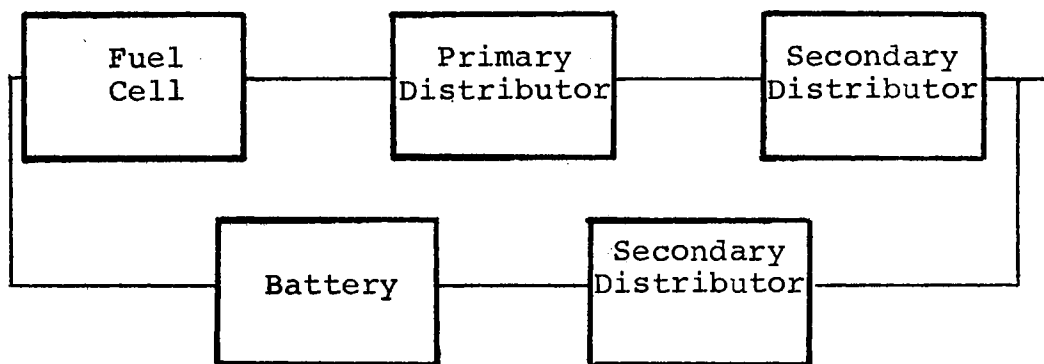 Fuel
Cell
Primary
Distributor
Secondary
Distributor
Battery
Secondary
Distributor